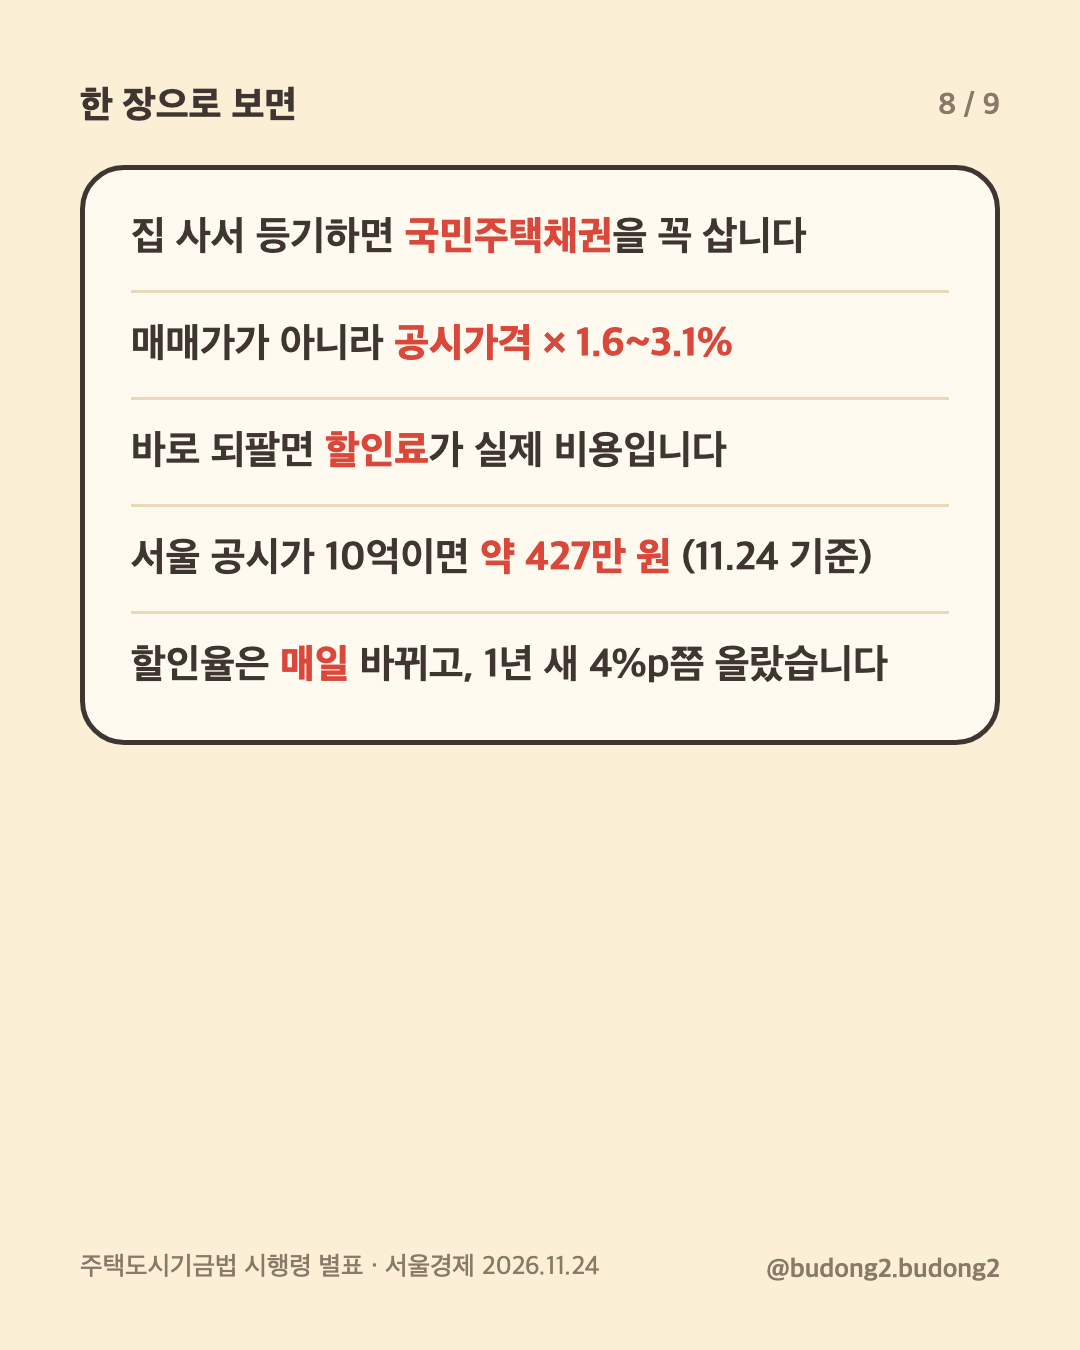 한 장으로 보면
8 / 9
집 사서 등기하면 국민주택채권을 꼭 삽니다
매매가가 아니라 공시가격 × 1.6~3.1%
바로 되팔면 할인료가 실제 비용입니다
서울 공시가 10억이면 약 427만 원 (11.24 기준)
할인율은 매일 바뀌고, 1년 새 4%p쯤 올랐습니다
주택도시기금법 시행령 별표 · 서울경제 2026.11.24
@budong2.budong2